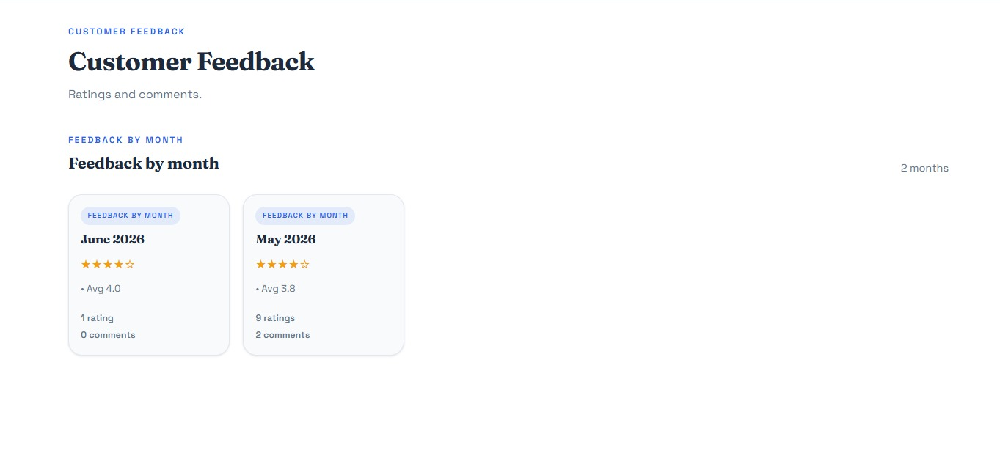 CUSTOMER FEEDBACK
Customer Feedback
Ratings and comments.
FEEDBACK BY MONTH
Feedback by month
2 months
FEEDBACK BY MONTH
June 2026
★★★★☆
• Avg 4.0
1 rating
0 comments
FEEDBACK BY MONTH
May 2026
★★★★☆
• Avg 3.8
9 ratings
2 comments